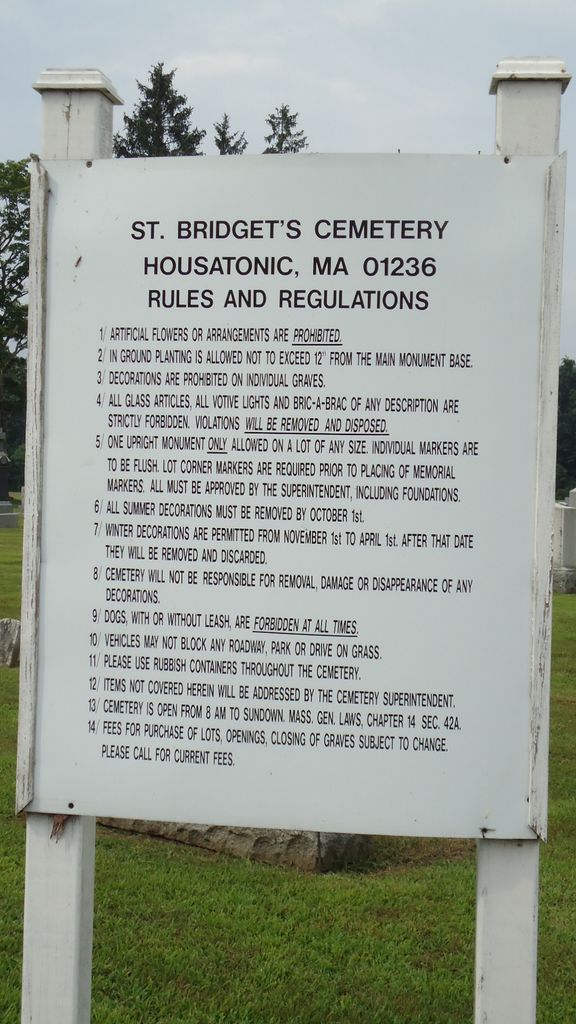 ST. BRIDGET'S CEMETERY
HOUSATONIC, MA 01236
RULES AND REGULATIONS
1/ ARTIFICIAL FLOWERS OR ARRANGEMENTS ARE PROHIBITED.
2/ IN GROUND PLANTING IS ALLOWED NOT TO EXCEED 12" FROM THE MAIN MONUMENT BASE.
3/ DECORATIONS ARE PROHIBITED ON INDIVIDUAL GRAVES.
4/ ALL GLASS ARTICLES, ALL VOTIVE LIGHTS AND BRIC-A-BRAC OF ANY DESCRIPTION ARE
STRICTLY FORBIDDEN. VIOLATIONS WILL BE REMOVED AND DISPOSED.
5/ ONE UPRIGHT MONUMENT ONLY ALLOWED ON A LOT OF ANY SIZE. INDIVIDUAL MARKERS ARE
TO BE FLUSH. LOT CORNER MARKERS ARE REQUIRED PRIOR TO PLACING OF MEMORIAL
MARKERS. ALL MUST BE APPROVED BY THE SUPERINTENDENT, INCLUDING FOUNDATIONS.
6/ ALL SUMMER DECORATIONS MUST BE REMOVED BY OCTOBER 1st.
7/ WINTER DECORATIONS ARE PERMITTED FROM NOVEMBER 1st TO APRIL 1st. AFTER THAT DATE
THEY WILL BE REMOVED AND DISCARDED.
8/ CEMETERY WILL NOT BE RESPONSIBLE FOR REMOVAL, DAMAGE OR DISAPPEARANCE OF ANY
DECORATIONS.
9/ DOGS, WITH OR WITHOUT LEASH, ARE FORBIDDEN AT ALL TIMES.
10/ VEHICLES MAY NOT BLOCK ANY ROADWAY, PARK OR DRIVE ON GRASS.
11/ PLEASE USE RUBBISH CONTAINERS THROUGHOUT THE CEMETERY.
12/ ITEMS NOT COVERED HEREIN WILL BE ADDRESSED BY THE CEMETERY SUPERINTENDENT.
13/ CEMETERY IS OPEN FROM 8 AM TO SUNDOWN. MASS. GEN. LAWS, CHAPTER 14 SEC. 42A.
14/ FEES FOR PURCHASE OF LOTS, OPENINGS, CLOSING OF GRAVES SUBJECT TO CHANGE.
PLEASE CALL FOR CURRENT FEES.